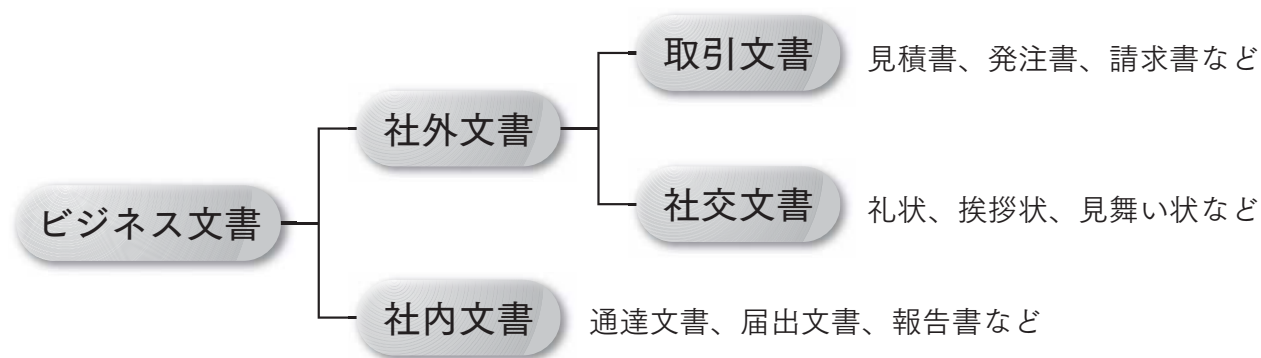 取引文書 見積書、発注書、請求書など
社外文書
社交文書 礼状、挨拶状、見舞い状など
ビジネス文書
社内文書 通達文書、届出文書、報告書など